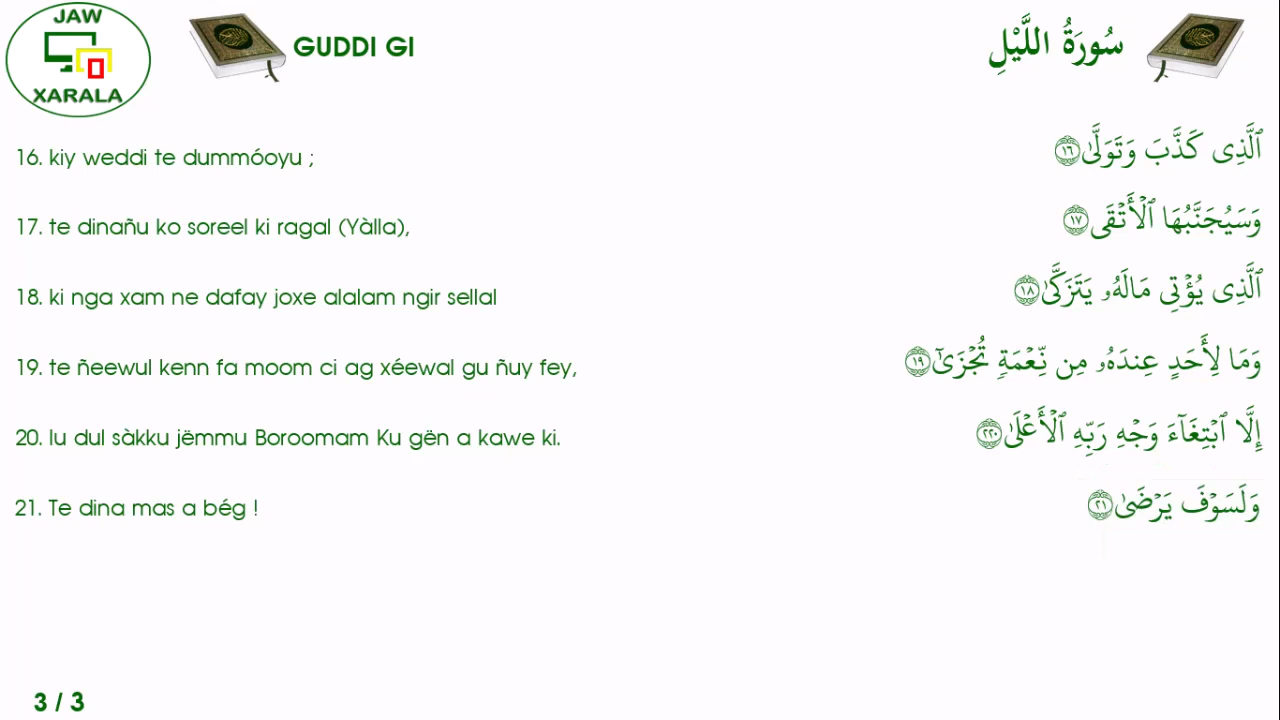 JAW
XARALA
GUDDI GI
سُورَةُ اللَّيْلِ
16. kiy weddi te dummóoyu ;
ٱلَّذِى كَذَّبَ وَتَوَلَّىٰ ١٦
17. te dinañu ko soreel ki ragal (Yàlla),
وَسَيُجَنَّبُهَا ٱلْأَتْقَى ١٧
18. ki nga xam ne dafay joxe alalam ngir sellal
ٱلَّذِى يُؤْتِى مَالَهُۥ يَتَزَكَّىٰ ١٨
19. te ñeewul kenn fa moom ci ag xéewal gu ñuy fey,
وَمَا لِأَحَدٍ عِندَهُۥ مِن نِّعْمَةٍ تُجْزَىٰٓ ١٩
20. lu dul sàkku jëmmu Boroomam Ku gën a kawe ki.
إِلَّا ٱبْتِغَآءَ وَجْهِ رَبِّهِ ٱلْأَعْلَىٰ ٢٢٠
21. Te dina mas a bég !
وَلَسَوْفَ يَرْضَىٰ ٢١
3 / 3